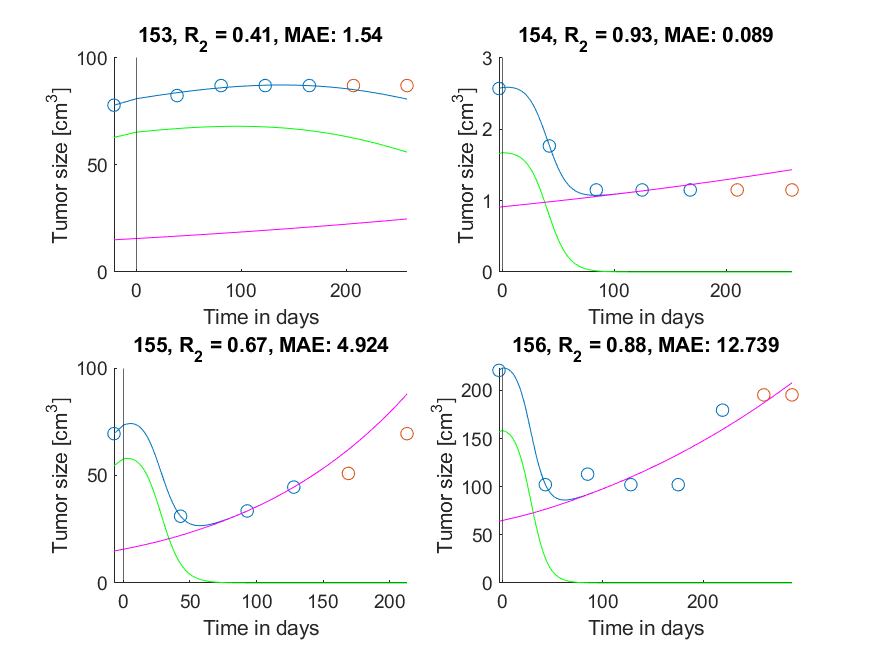 153, R2 = 0.41, MAE: 1.54
100
50
0
Tumor size [cm3]
0
100
200
Time in days
154, R2 = 0.93, MAE: 0.089
3
2
1
0
Tumor size [cm3]
0
100
200
Time in days
155, R2 = 0.67, MAE: 4.924
100
50
0
Tumor size [cm3]
0
50
100
150
200
Time in days
156, R2 = 0.88, MAE: 12.739
200
150
100
50
0
Tumor size [cm3]
0
100
200
Time in days